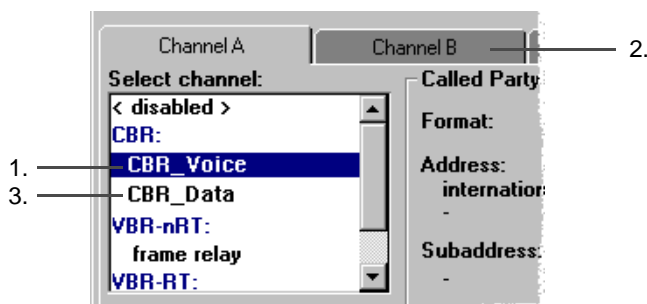 Channel A
Channel B
2.
Select channel:
Called Party
< disabled >
CBR:
Format:
1.
CBR_Voice
Address:
3.
CBR_Data
-
VBR-nRT:
frame relay
Subaddress:
VBR-RT:
-